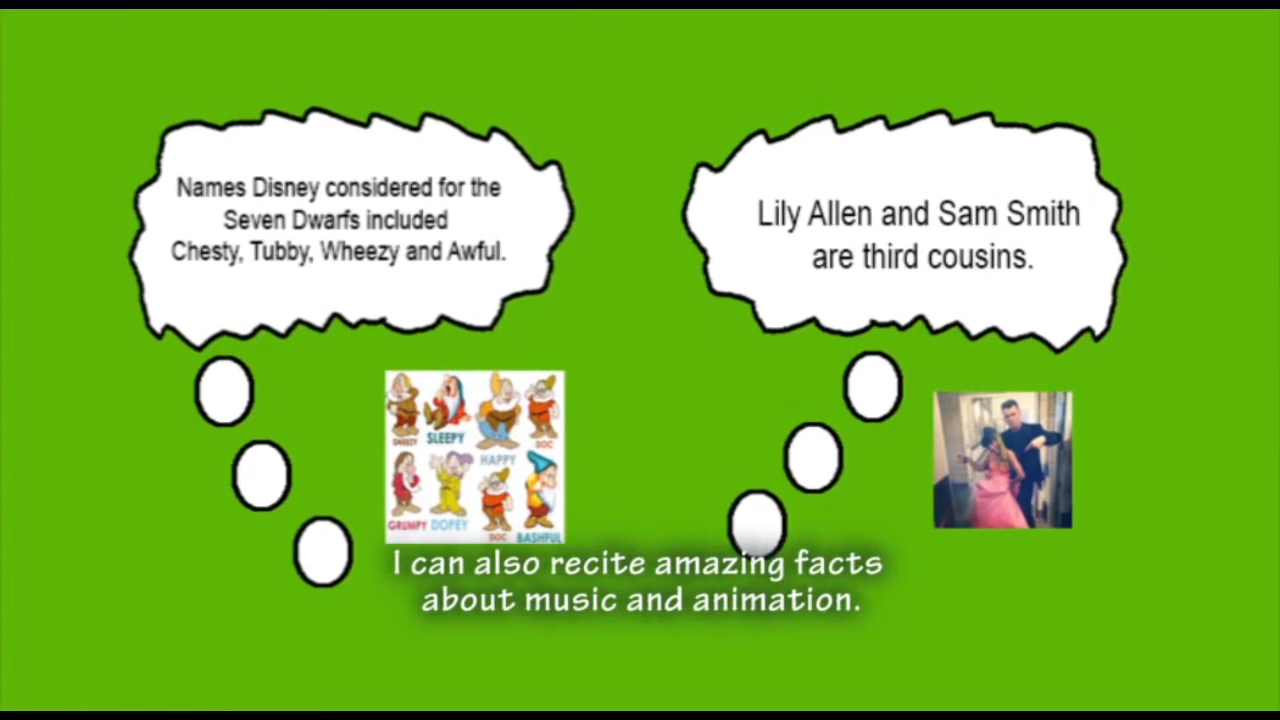 Names Disney considered for the
Seven Dwarfs included
Chesty, Tubby, Wheezy and Awful.
Lily Allen and Sam Smith
are third cousins.
SNEEZY SLEEPY
HAPPY DOC
GRUMPY DOPEY
DOC BASHFUL
I can also recite amazing facts
about music and animation.